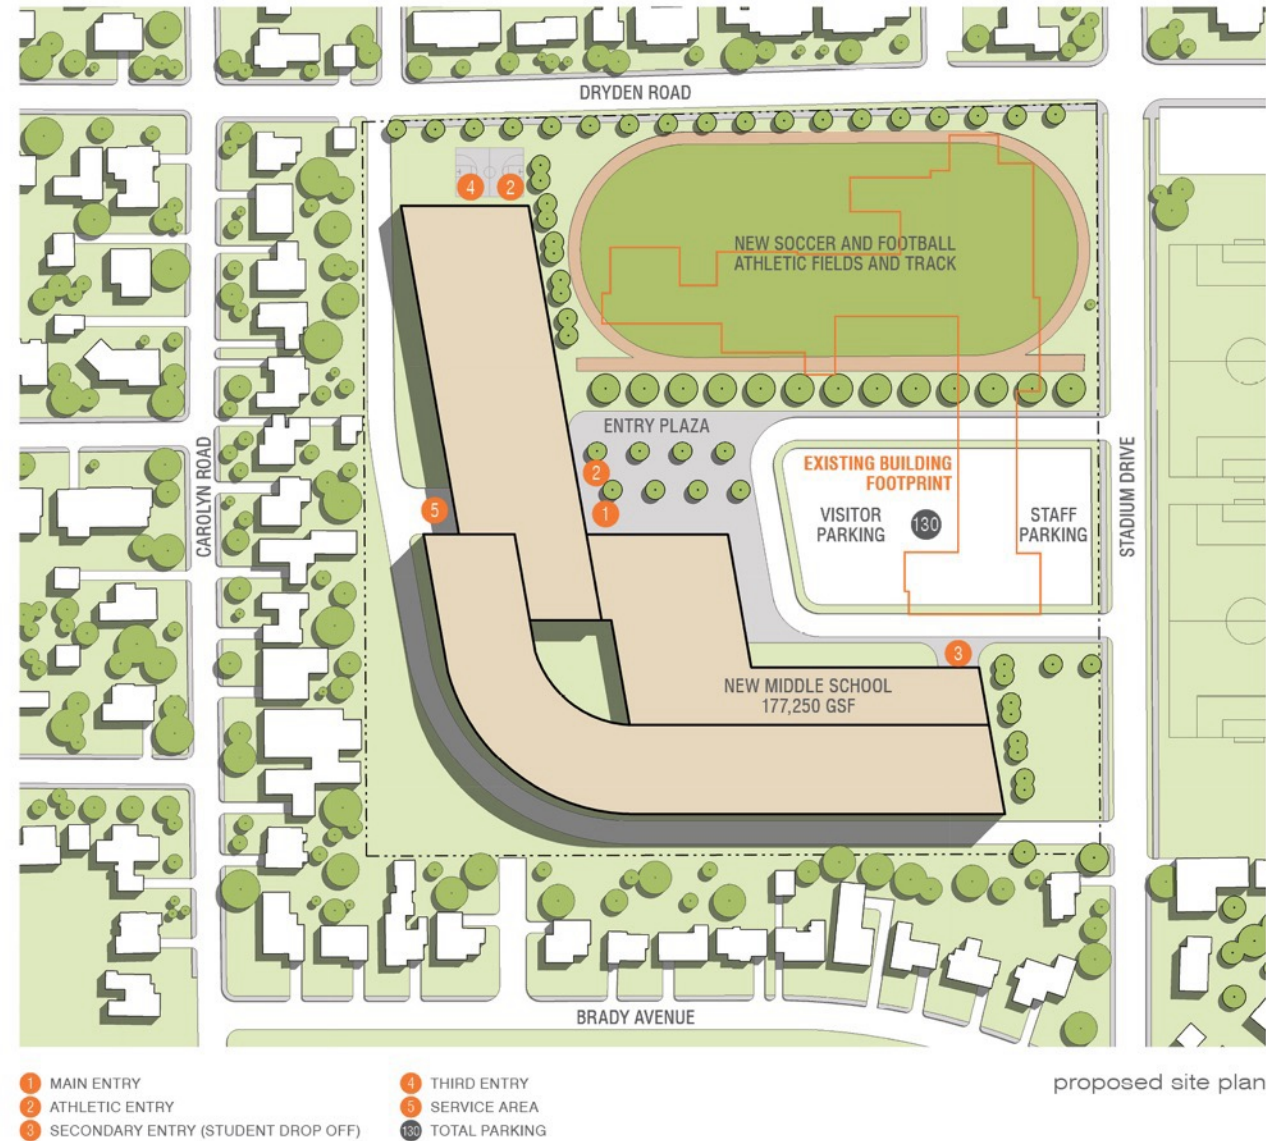 DRYDEN ROAD
4
2
NEW SOCCER AND FOOTBALL
ATHLETIC FIELDS AND TRACK
ENTRY PLAZA
CAROLYN ROAD
STADIUM DRIVE
2
EXISTING BUILDING
FOOTPRINT
5
1
VISITOR
PARKING
130
STAFF
PARKING
3
NEW MIDDLE SCHOOL
177,250 GSF
BRADY AVENUE
1 MAIN ENTRY
2 ATHLETIC ENTRY
3 SECONDARY ENTRY (STUDENT DROP OFF)
4 THIRD ENTRY
5 SERVICE AREA
130 TOTAL PARKING
proposed site plan